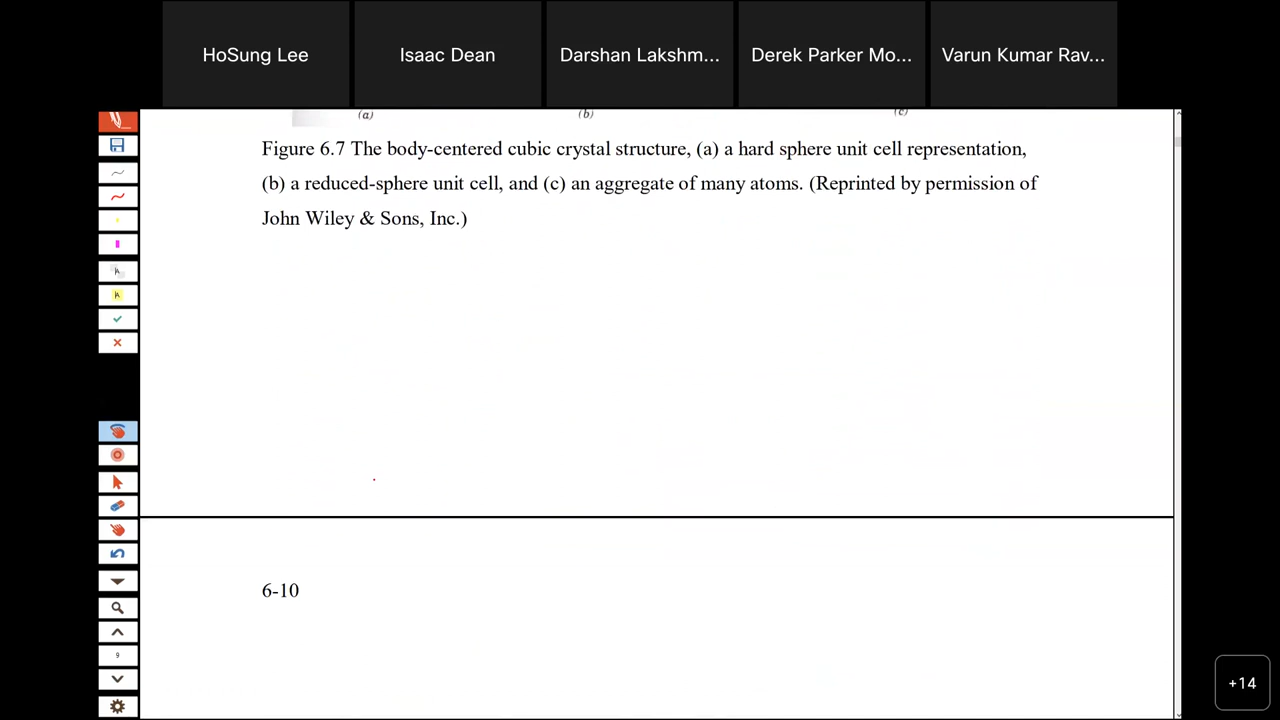 HoSung Lee
Isaac Dean
Darshan Lakshm...
Derek Parker Mo...
Varun Kumar Rav...
(a) (b) (c)
Figure 6.7 The body-centered cubic crystal structure, (a) a hard sphere unit cell representation,
(b) a reduced-sphere unit cell, and (c) an aggregate of many atoms. (Reprinted by permission of
John Wiley & Sons, Inc.)
6-10
9
+14